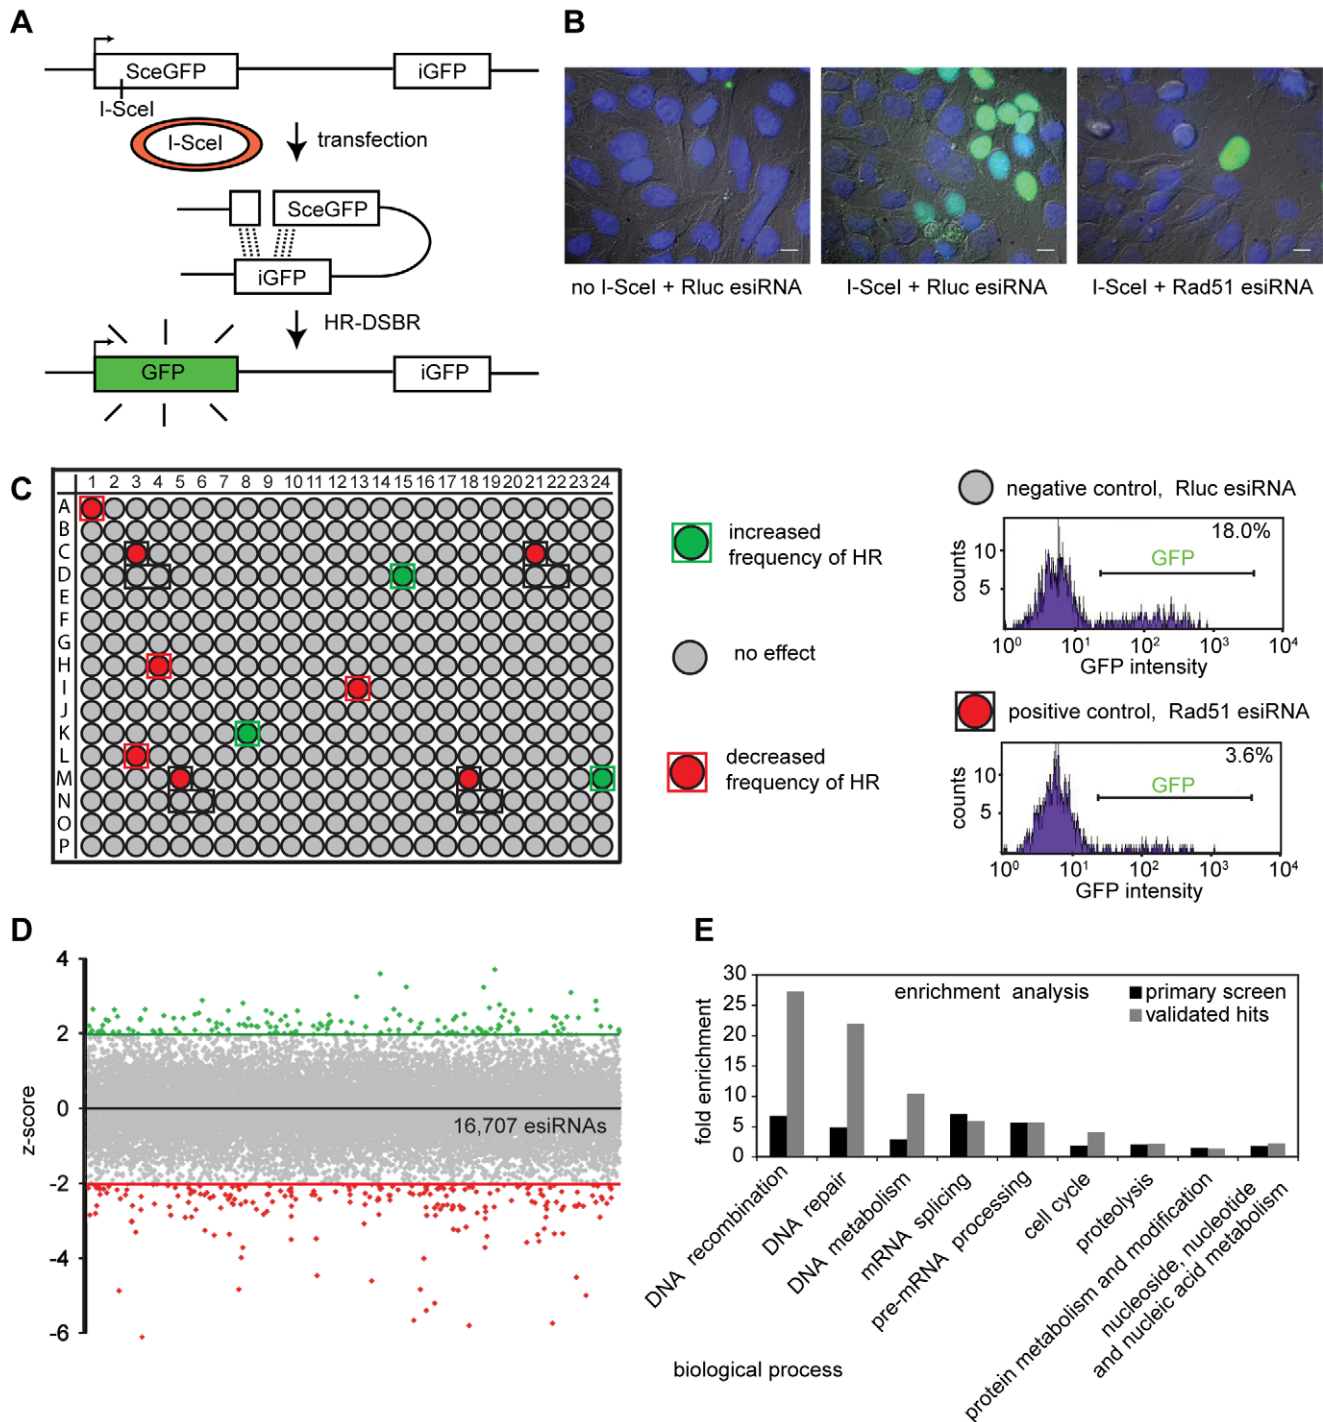 A
SceGFP
iGFP
I-SceI
I-SceI
transfection
SceGFP
iGFP
HR-DSBR
GFP
iGFP
B
no I-SceI + Rluc esiRNA
I-SceI + Rluc esiRNA
I-SceI + Rad51 esiRNA
C
1 2 3 4 5 6 7 8 9 10 11 12 13 14 15 16 17 18 19 20 21 22 23 24
A
B
C
D
E
F
G
H
I
J
K
L
M
N
O
P
increased
frequency of HR
no effect
decreased
frequency of HR
negative control, Rluc esiRNA
18.0%
GFP
counts
10
5
10⁰ 10¹ 10² 10³ 10⁴
GFP intensity
positive control, Rad51 esiRNA
3.6%
GFP
counts
10
5
10⁰ 10¹ 10² 10³ 10⁴
GFP intensity
D
z-score
4
2
0
-2
-4
-6
16,707 esiRNAs
E
fold enrichment
30
25
20
15
10
5
0
enrichment analysis
primary screen
validated hits
DNA recombination
DNA repair
DNA metabolism
mRNA splicing
pre-mRNA processing
cell cycle
proteolysis
protein metabolism and modification
nucleoside, nucleotide
and nucleic acid metabolism
biological process